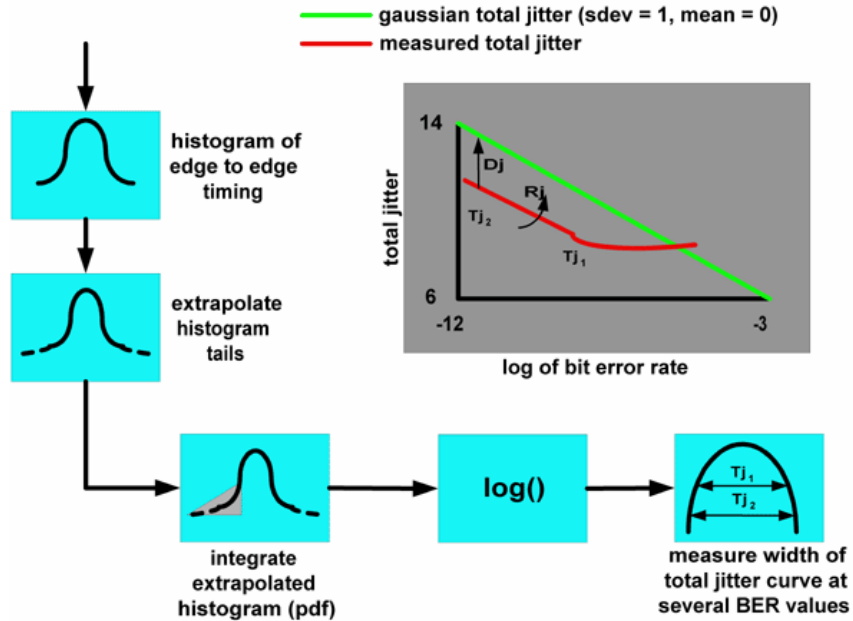 gaussian total jitter (sdev = 1, mean = 0)
measured total jitter
histogram of
edge to edge
timing
14
Dj
Rj
Tj2
Tj1
total jitter
6
-12
-3
log of bit error rate
extrapolate
histogram
tails
integrate
extrapolated
histogram (pdf)
log()
Tj1
Tj2
measure width of
total jitter curve at
several BER values